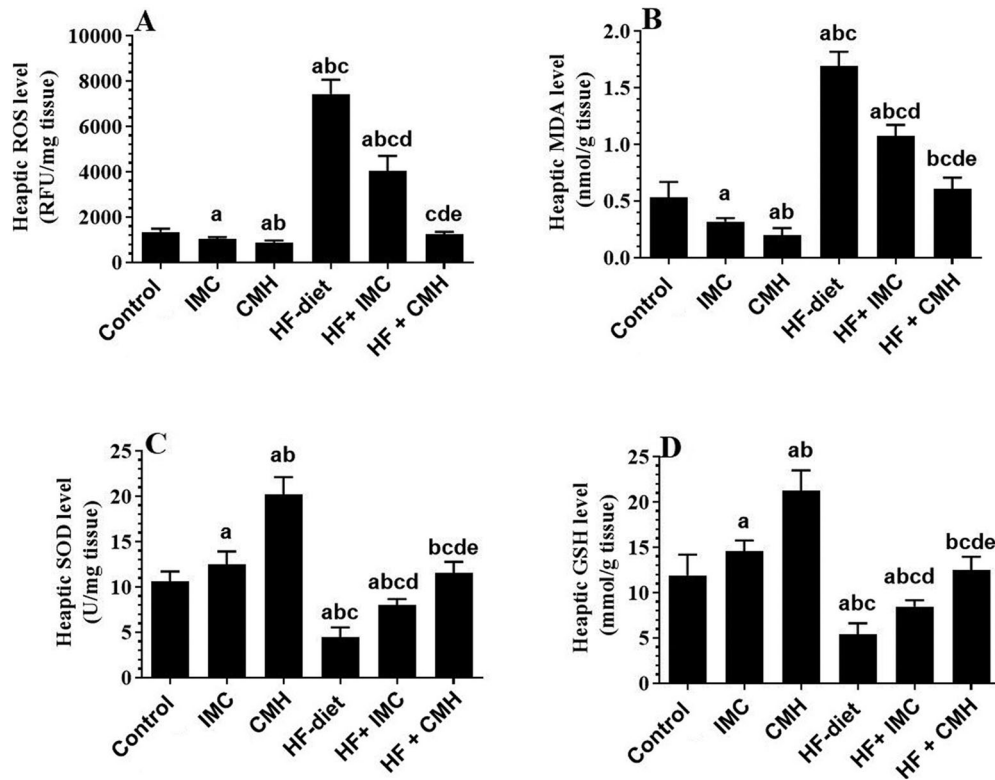 A
Heaptic ROS level
(RFU/mg tissue)
10000
8000
6000
4000
2000
0
a
ab
abc
abcd
cde
Control
IMC
CMH
HF-diet
HF+ IMC
HF + CMH
B
Heaptic MDA level
(nmol/g tissue)
2.0
1.5
1.0
0.5
0.0
a
ab
abc
abcd
bcde
Control
IMC
CMH
HF-diet
HF+ IMC
HF + CMH
C
Heaptic SOD level
(U/mg tissue)
25
20
15
10
5
0
a
ab
abc
abcd
bcde
Control
IMC
CMH
HF-diet
HF+ IMC
HF + CMH
D
Heaptic GSH level
(mmol/g tissue)
25
20
15
10
5
0
a
ab
abc
abcd
bcde
Control
IMC
CMH
HF-diet
HF+ IMC
HF + CMH